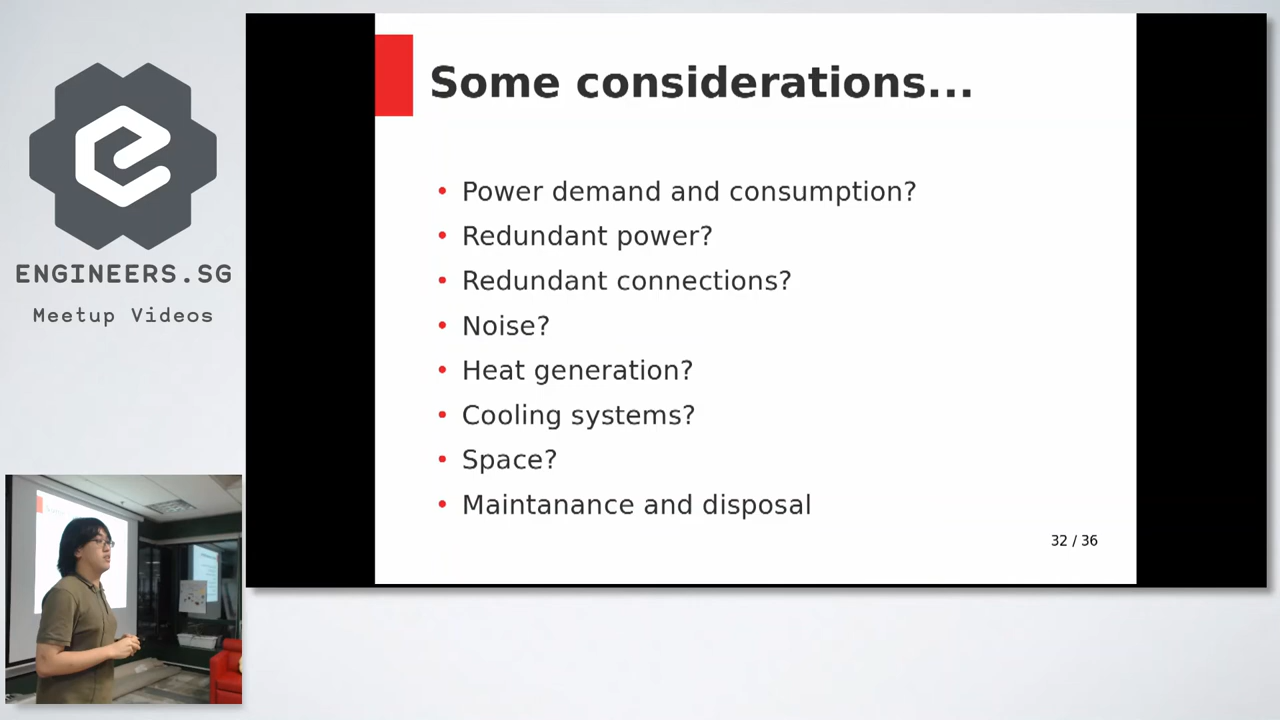 ENGINEERS.SG
Meetup Videos
Some considerations...
• Power demand and consumption?
• Redundant power?
• Redundant connections?
• Noise?
• Heat generation?
• Cooling systems?
• Space?
• Maintanance and disposal
32 / 36